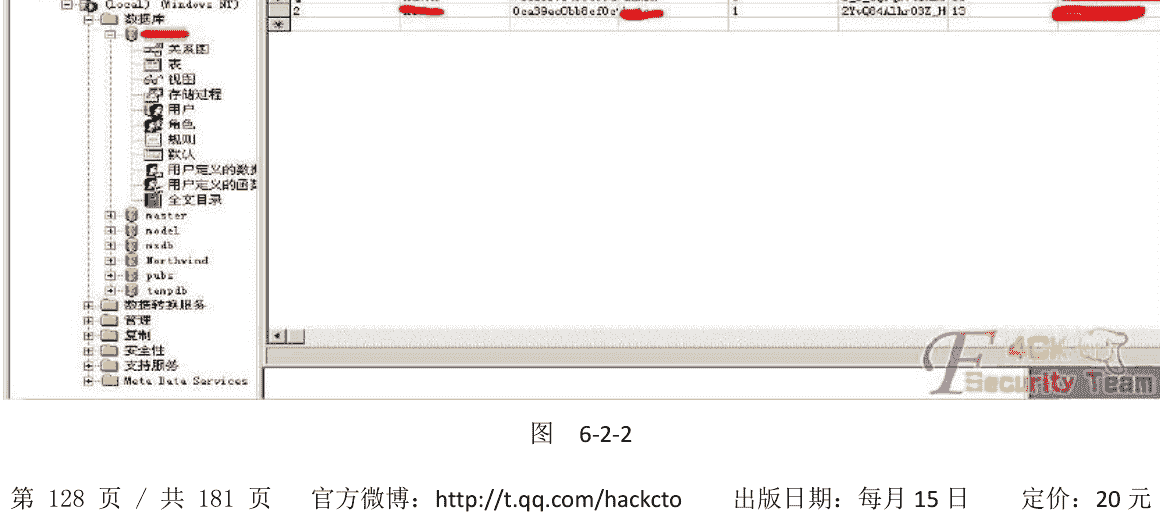 (Local) (Windows NT)
数据库
2 1 13
关系图
表
视图
存储过程
用户
角色
规则
默认
用户定义的数据
用户定义的函数
全文目录
master
model
msdb
Northwind
pubs
tempdb
数据转换服务
管理
复制
安全性
支持服务
Meta Data Services
Security Team
图 6-2-2
第 128 页 / 共 181 页 官方微博：http://t.qq.com/hackcto 出版日期：每月 15 日 定价：20 元